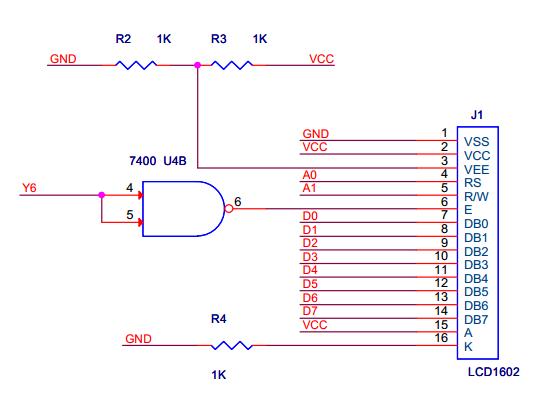 R2 1K R3 1K
GND VCC
J1
GND 1 VSS
VCC 2 VCC
3 VEE
7400 U4B
A0 4 RS
A1 5 R/W
Y6 4
5
6
6 E
D0 7 DB0
D1 8 DB1
D2 9 DB2
D3 10 DB3
D4 11 DB4
D5 12 DB5
D6 13 DB6
D7 14 DB7
VCC 15 A
R4
GND 16 K
1K
LCD1602